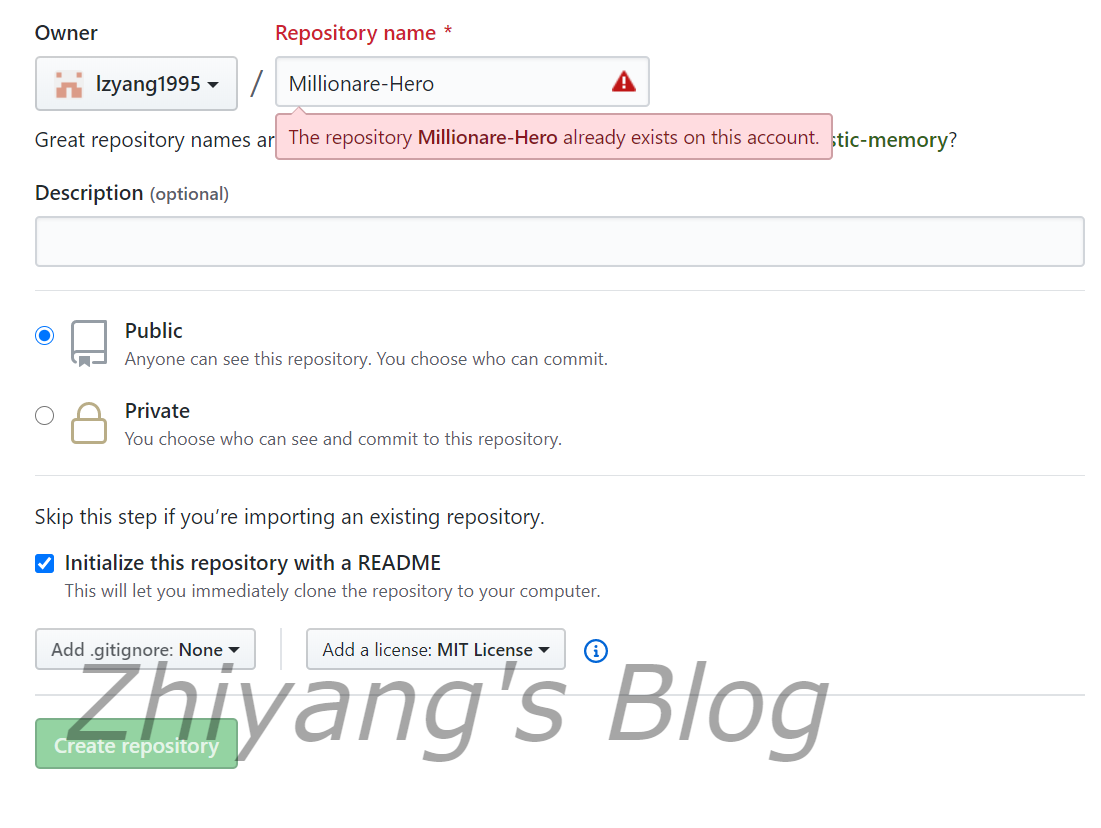 Owner Repository name *
lzyang1995 / Millionare-Hero
Great repository names ar
The repository Millionare-Hero already exists on this account.
stic-memory?
Description (optional)
Public
Anyone can see this repository. You choose who can commit.
Private
You choose who can see and commit to this repository.
Skip this step if you’re importing an existing repository.
Initialize this repository with a README
This will let you immediately clone the repository to your computer.
Add .gitignore: None Add a license: MIT License
Zhiyang's Blog
Create repository